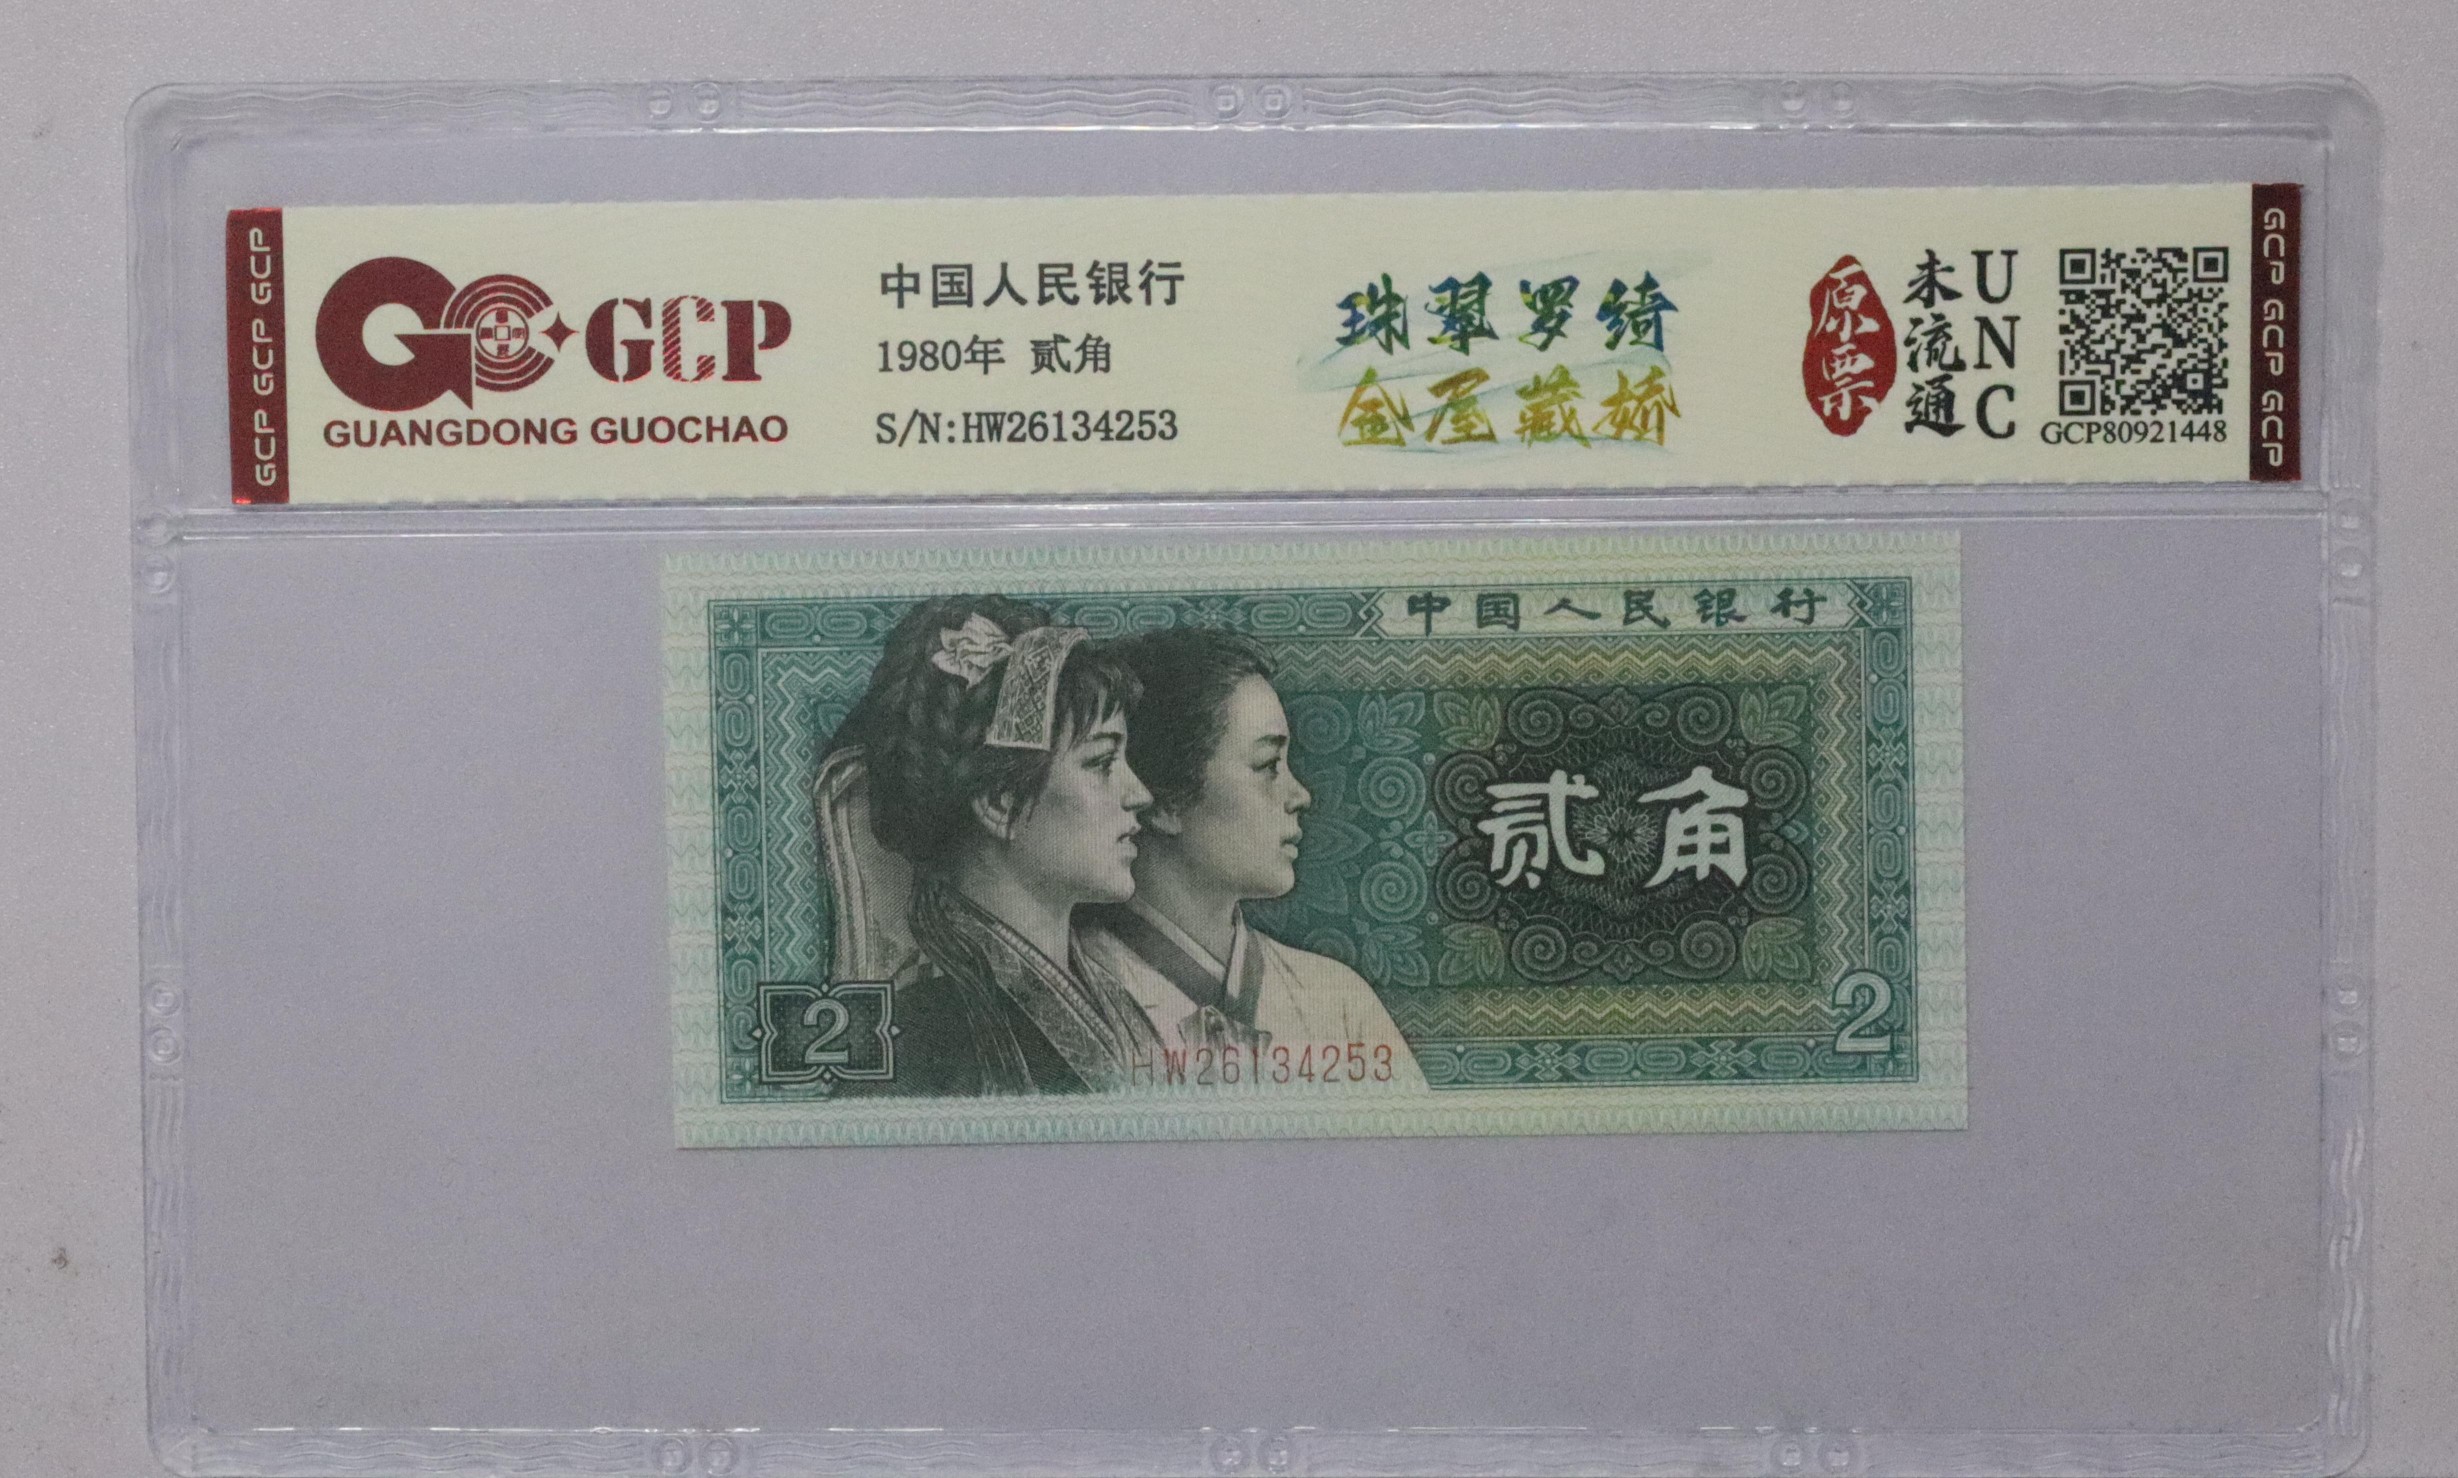 GCP GCP GCP
GCP
GUANGDONG GUOCHAO
中国人民银行
1980年 贰角
S/N:HW26134253
珠翠罗绮
金屋藏娇
原票
未流通
UNC
GCP80921448
GCP GCP GCP
中国人民银行
贰角
2
2
HW26134253